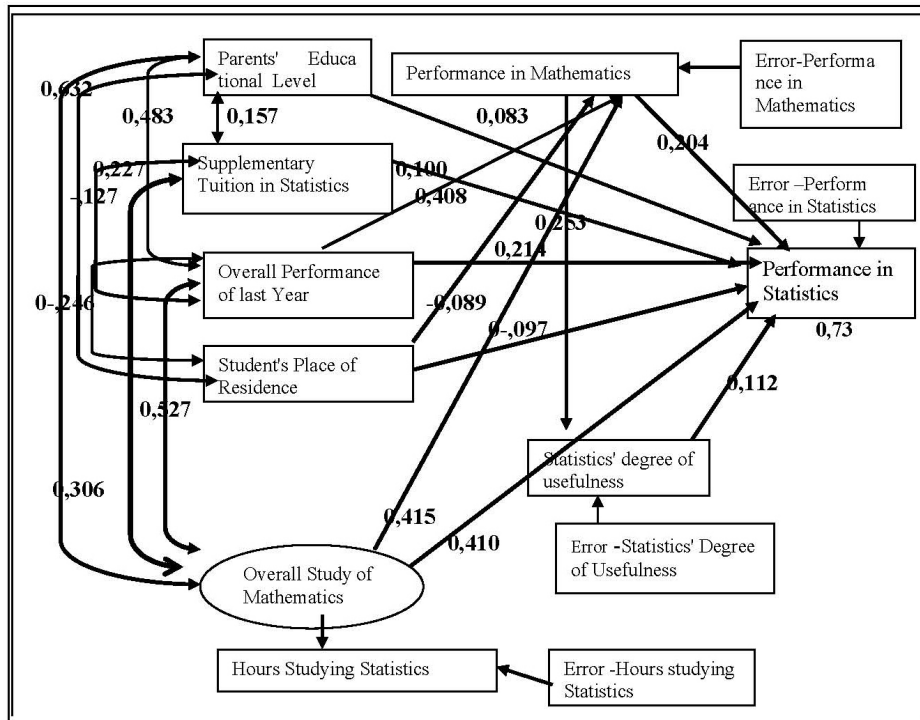 Parents' Educa
tional Level
Performance in Mathematics
Error-Performa
nce in
Mathematics
0,632
0,483
0,157
0,083
0,204
Supplementary
Tuition in Statistics
0,227
-,127
0,100
0,408
Error –Perform
ance in Statistics
0,253
0,214
Overall Performance
of last Year
Performance in
Statistics
0-,246
-0,089
0-,097
0,73
Student's Place of
Residence
0,112
0,527
Statistics' degree of
usefulness
0,306
0,415
0,410
Error -Statistics' Degree
of Usefulness
Overall Study of
Mathematics
Hours Studying Statistics
Error -Hours studying
Statistics